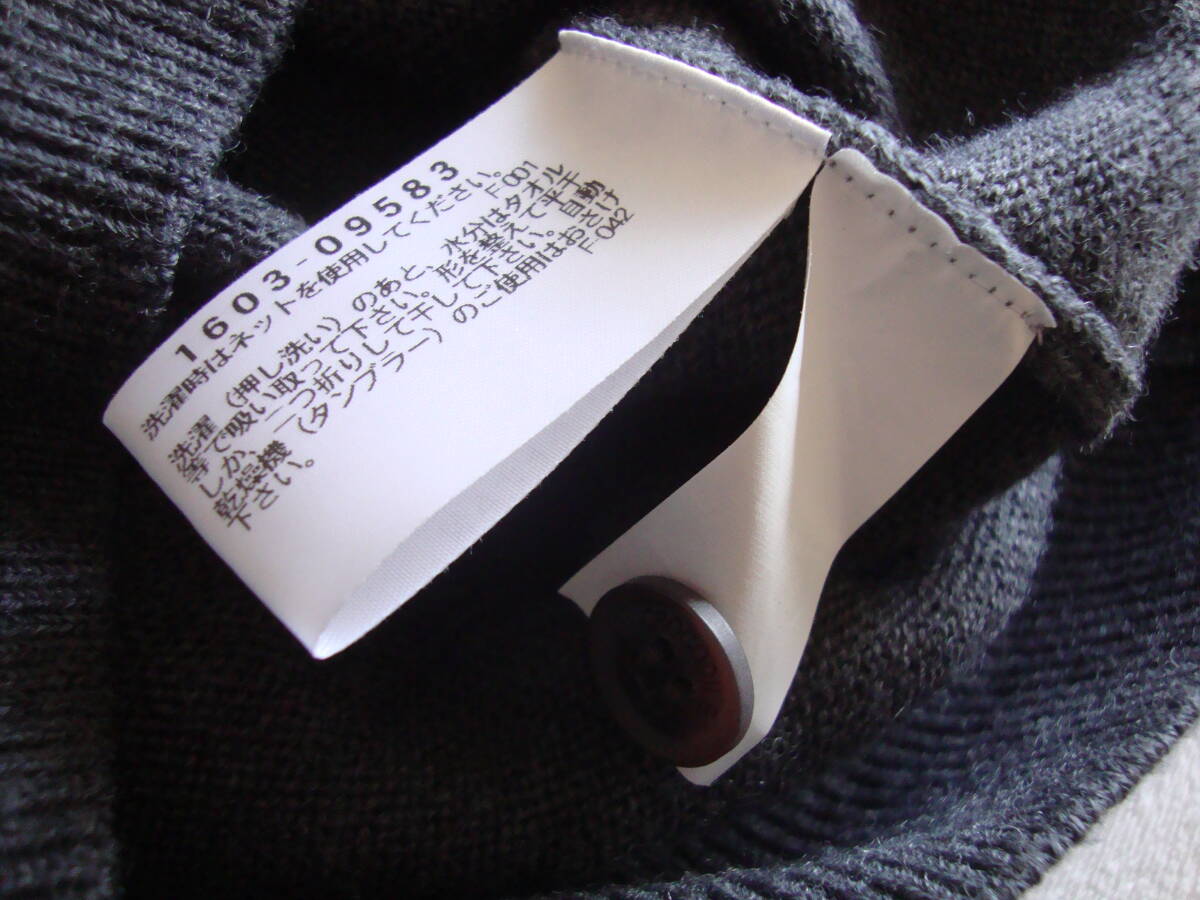 1603-09583
洗濯時はネットを使用してください。
F 001
洗濯(押し洗い)のあと、水分はタオル
等で吸い取って下さい。形を整えて平干
しか、二つ折りして干して下さい。自動
乾燥機(タンブラー)のご使用はおさけ
下さい。
F 042